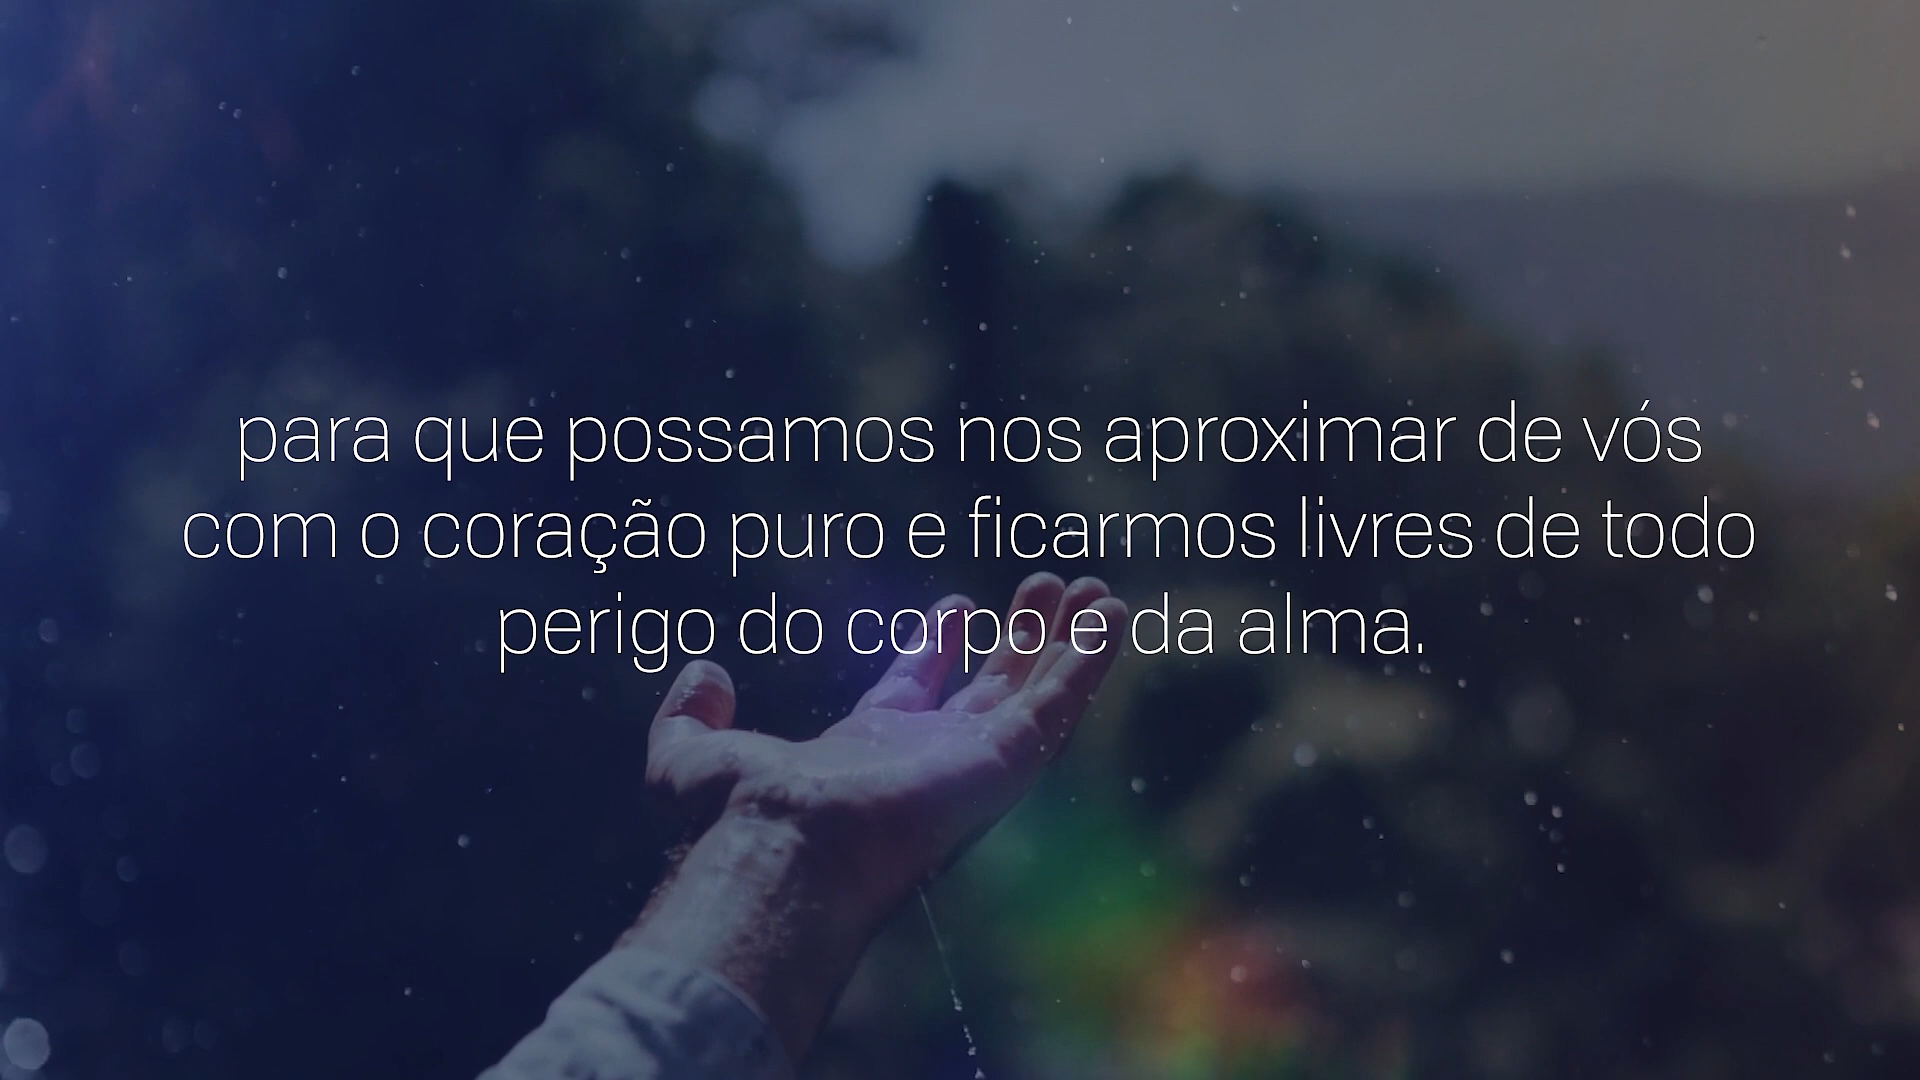 para que possamos nos aproximar de vós
com o coração puro e ficarmos livres de todo
perigo do corpo e da alma.